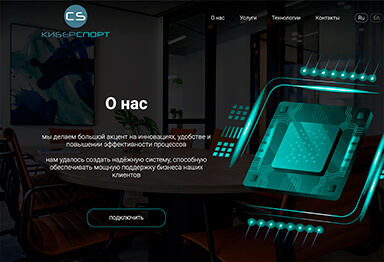 CS
КИБЕРСПОРТ
О нас Услуги Технологии Контакты Ru En
О нас
мы делаем большой акцент на инновациях, удобстве и
повышении эффективности процессов
нам удалось создать надёжную систему, способную
обеспечивать мощную поддержку бизнеса наших
клиентов
ПОДКЛЮЧИТЬ